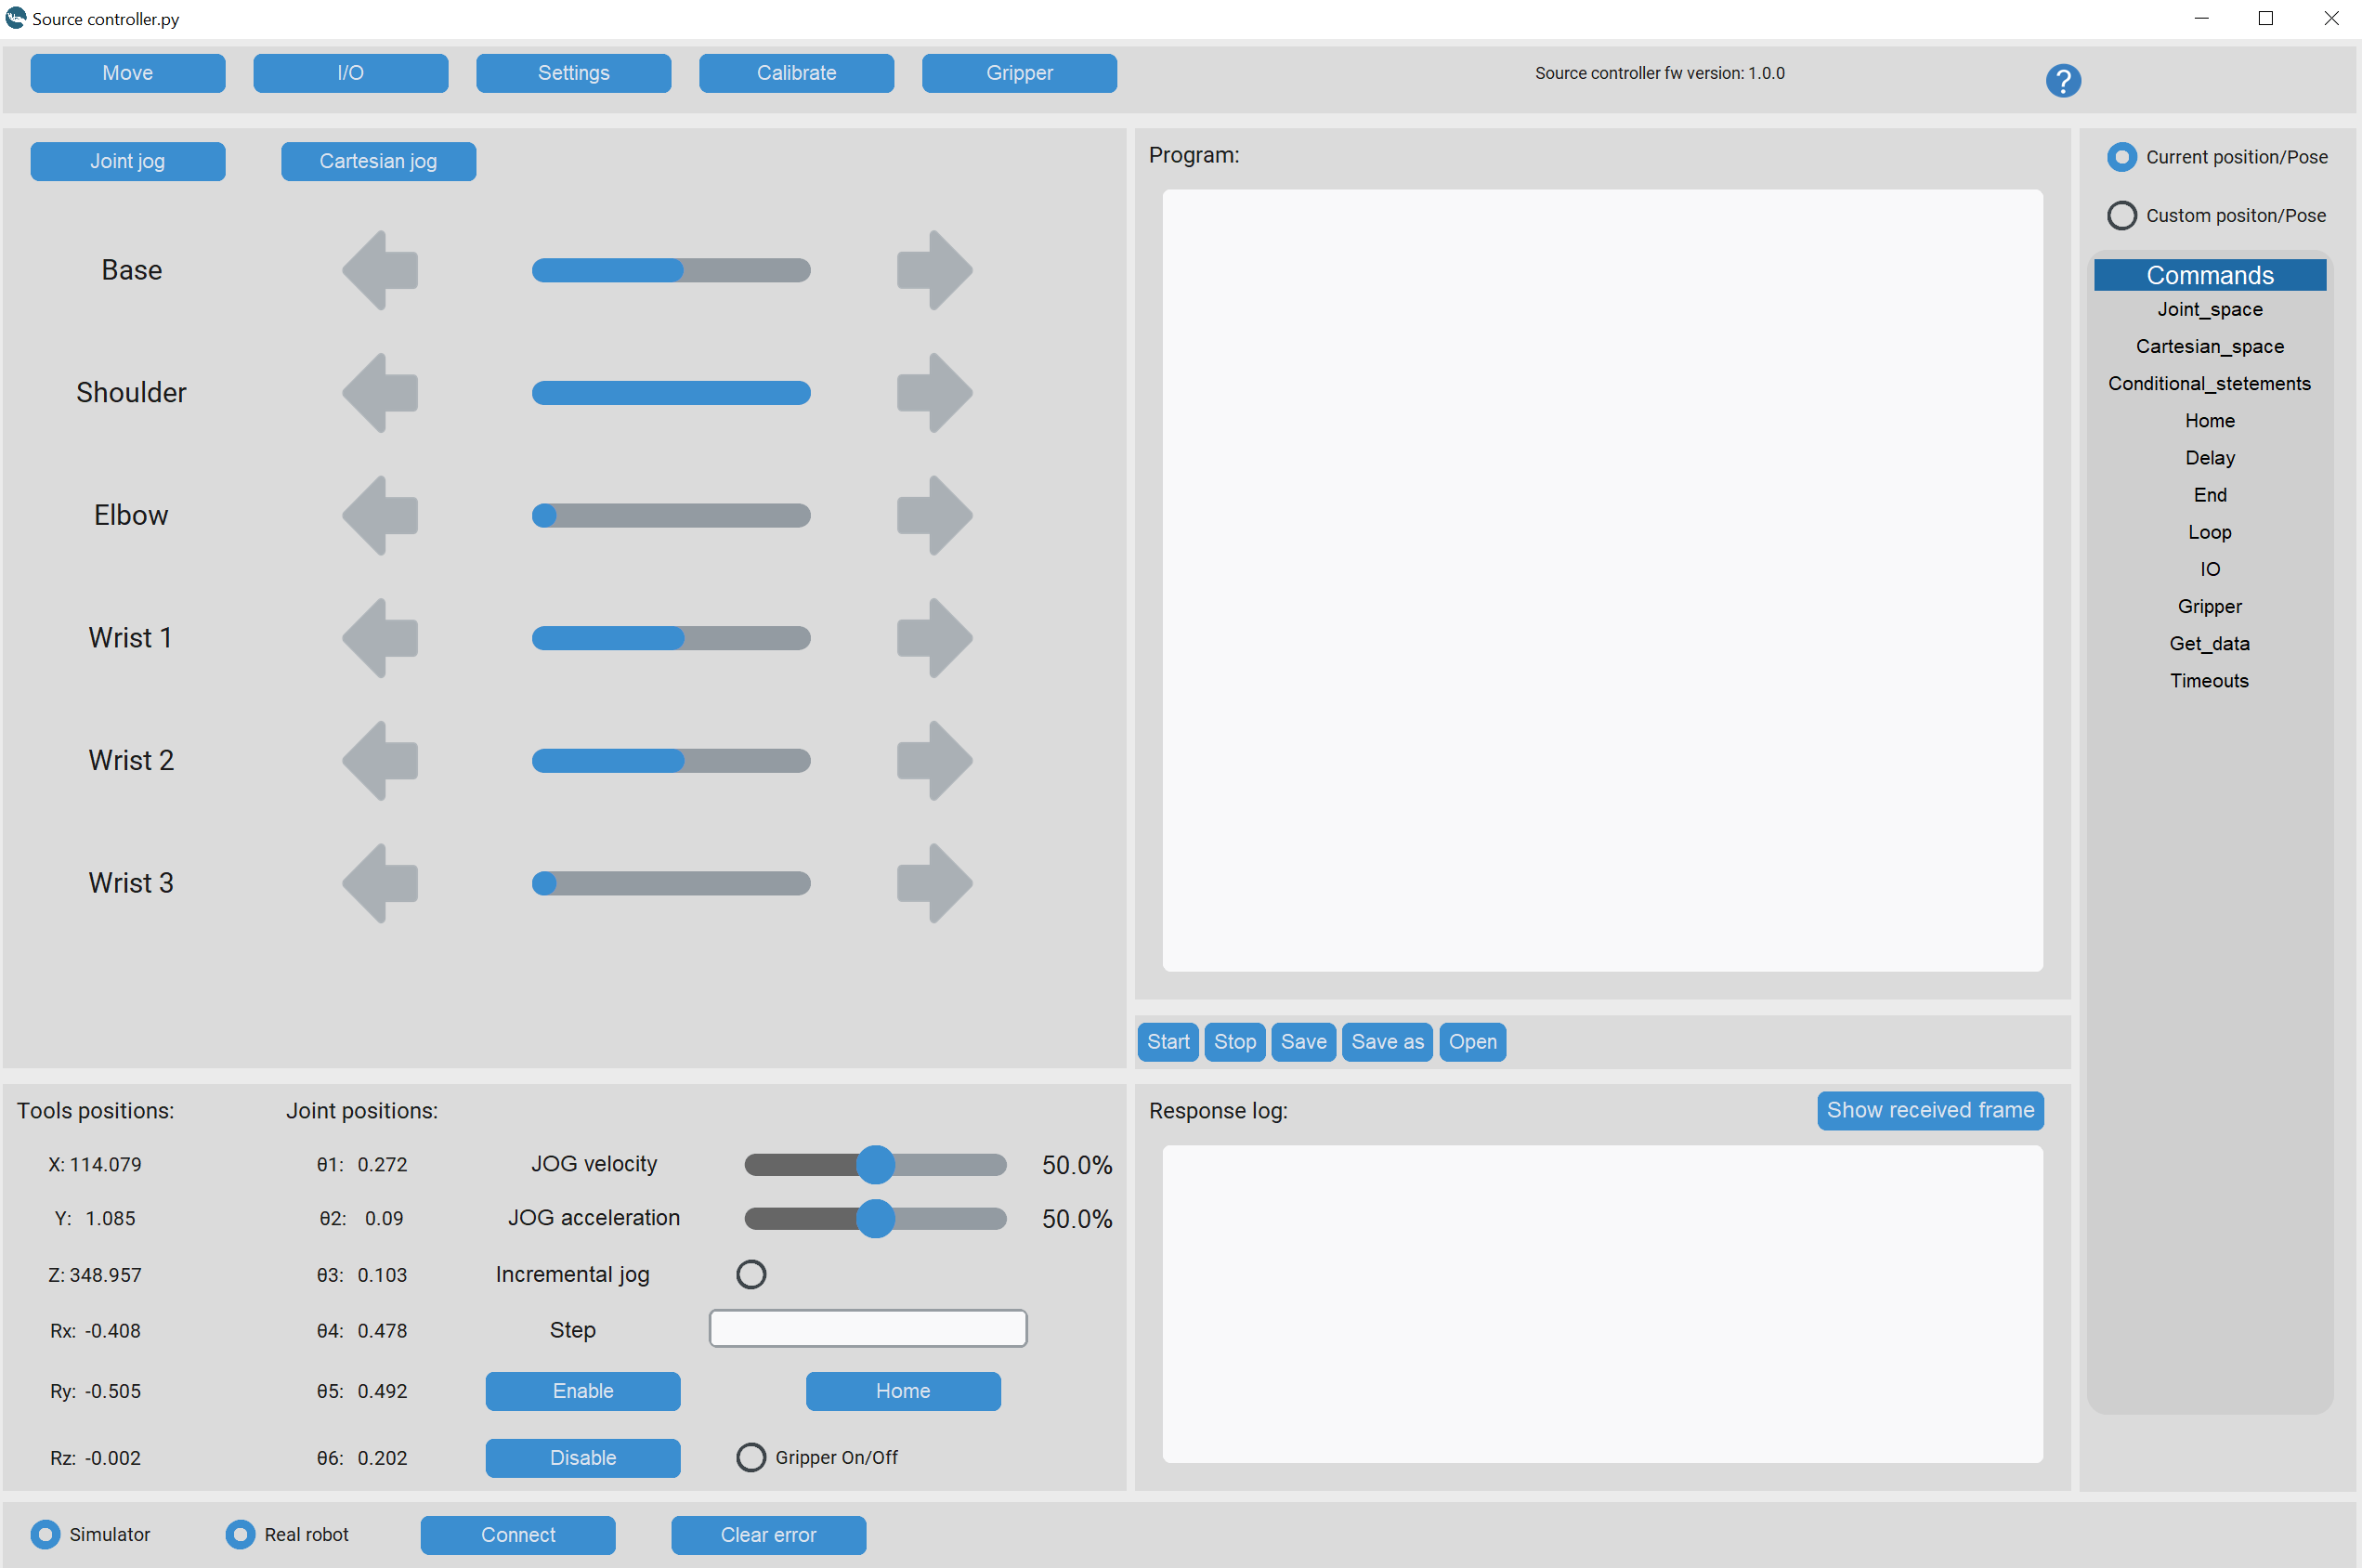 Source controller.py
Move I/O Settings Calibrate Gripper Source controller fw version: 1.0.0 ?
Joint jog Cartesian jog
Base
Shoulder
Elbow
Wrist 1
Wrist 2
Wrist 3
Program:
Start Stop Save Save as Open
Current position/Pose
Custom positon/Pose
Commands
Joint_space
Cartesian_space
Conditional_stetements
Home
Delay
End
Loop
IO
Gripper
Get_data
Timeouts
Tools positions: Joint positions:
X: 114.079 θ1: 0.272 JOG velocity 50.0%
Y: 1.085 θ2: 0.09 JOG acceleration 50.0%
Z: 348.957 θ3: 0.103 Incremental jog
Rx: -0.408 θ4: 0.478 Step
Ry: -0.505 θ5: 0.492 Enable Home
Rz: -0.002 θ6: 0.202 Disable Gripper On/Off
Response log: Show received frame
Simulator Real robot Connect Clear error